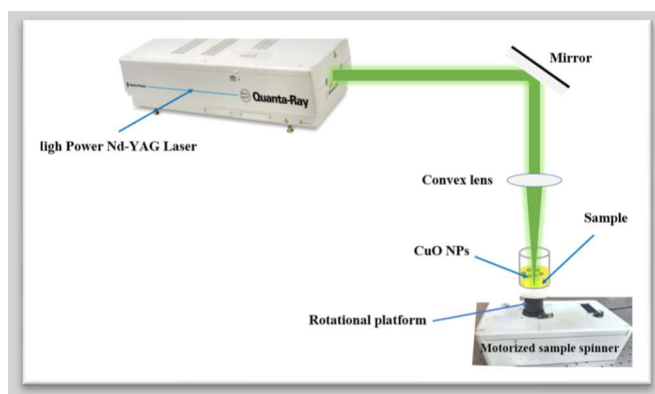 Mirror
Quanta-Ray
ligh Power Nd-YAG Laser
Convex lens
Sample
CuO NPs
Rotational platform
Motorized sample spinner